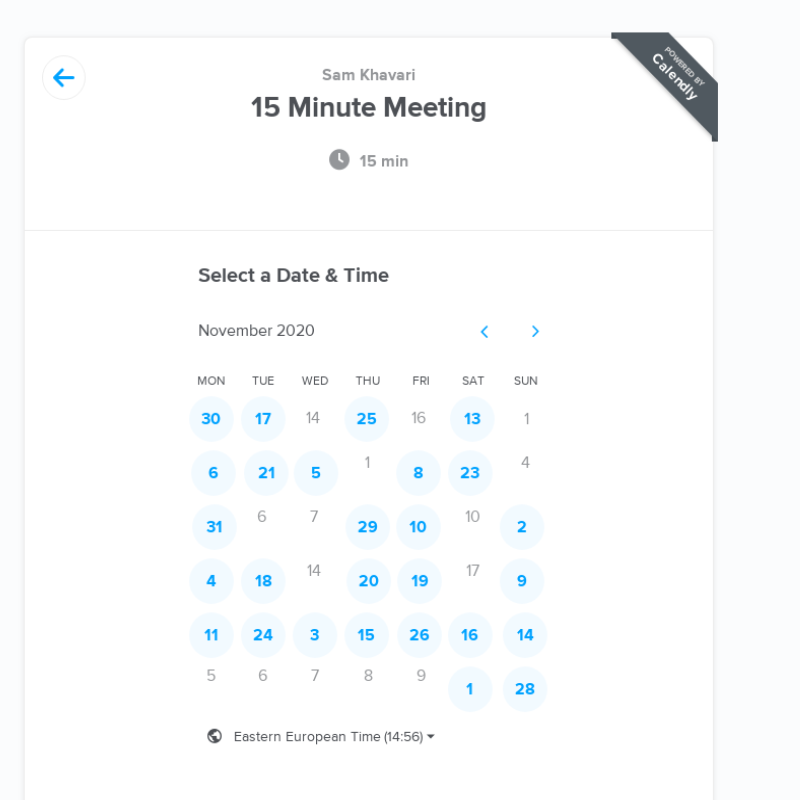 Sam Khavari
POWERED BY
Calendly
15 Minute Meeting
15 min
Select a Date & Time
November 2020
MON TUE WED THU FRI SAT SUN
30 17 14 25 16 13 1
6 21 5 1 8 23 4
31 6 7 29 10 10 2
4 18 14 20 19 17 9
11 24 3 15 26 16 14
5 6 7 8 9 1 28
Eastern European Time (14:56)